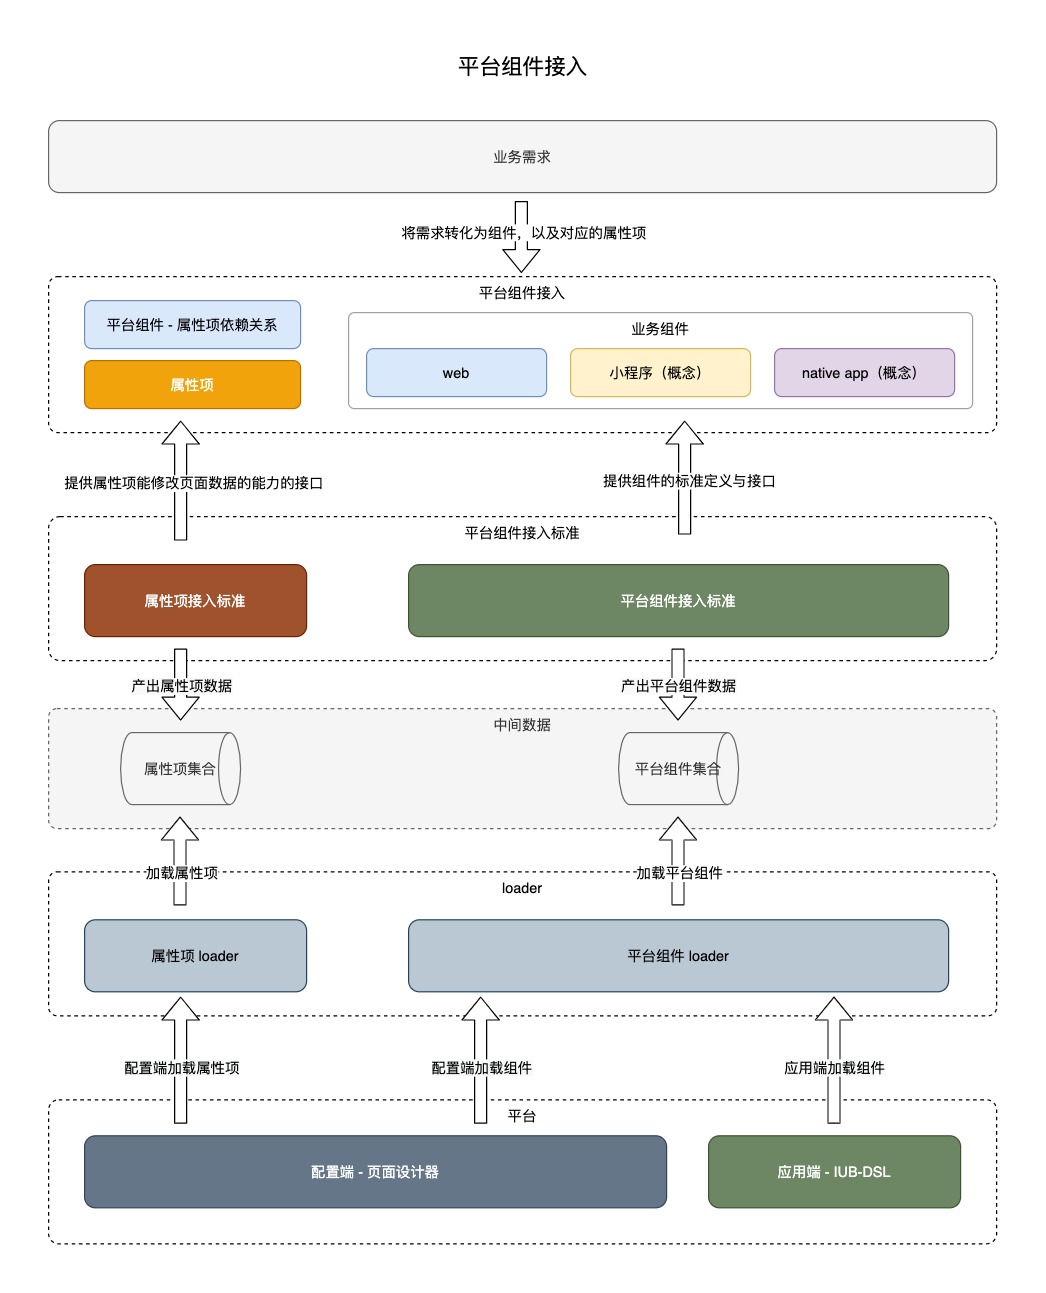 平台组件接入
业务需求
将需求转化为组件，以及对应的属性项
平台组件接入
平台组件 - 属性项依赖关系
属性项
业务组件
web
小程序（概念）
native app（概念）
提供属性项能修改页面数据的能力的接口
提供组件的标准定义与接口
平台组件接入标准
属性项接入标准
平台组件接入标准
产出属性项数据
产出平台组件数据
中间数据
属性项集合
平台组件集合
加载属性项
加载平台组件
loader
属性项 loader
平台组件 loader
配置端加载属性项
配置端加载组件
应用端加载组件
平台
配置端 - 页面设计器
应用端 - IUB-DSL